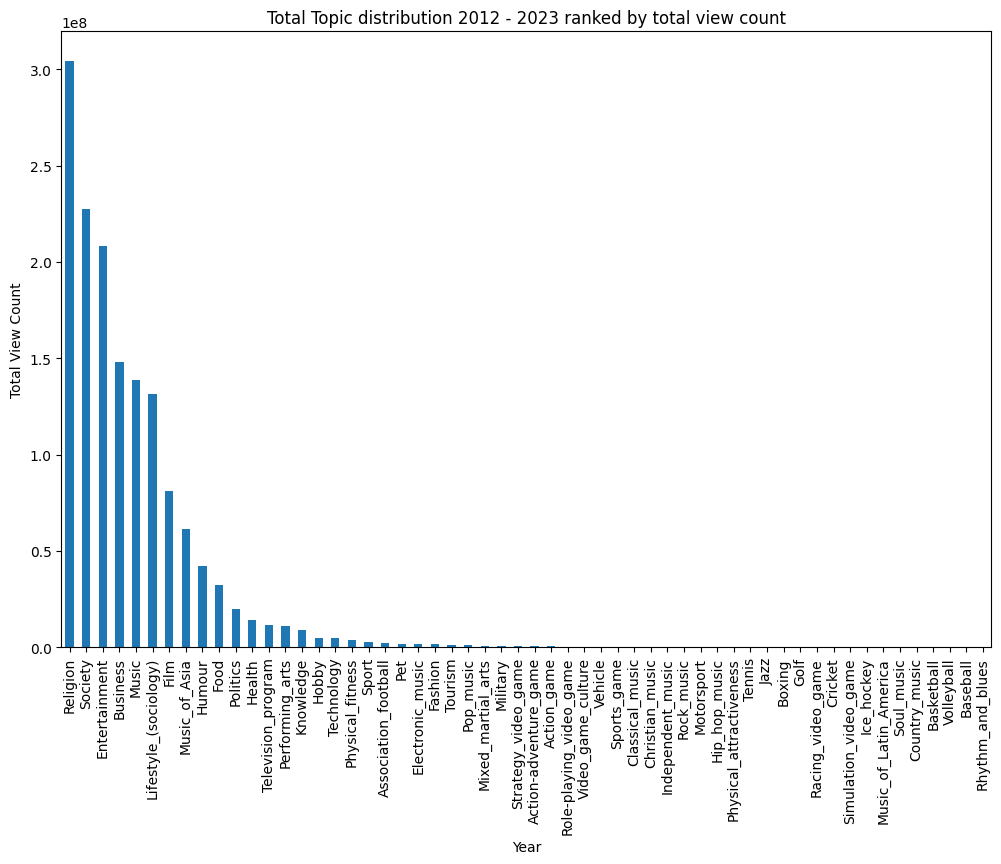 Total Topic distribution 2012 - 2023 ranked by total view count
1e8
3.0
2.5
2.0
1.5
1.0
0.5
0.0
Total View Count
Religion
Society
Entertainment
Business
Music
Lifestyle_(sociology)
Film
Music_of_Asia
Humour
Food
Politics
Health
Television_program
Performing_arts
Knowledge
Hobby
Technology
Physical_fitness
Sport
Association_football
Pet
Electronic_music
Fashion
Tourism
Pop_music
Mixed_martial_arts
Military
Strategy_video_game
Action-adventure_game
Action_game
Role-playing_video_game
Video_game_culture
Vehicle
Sports_game
Classical_music
Christian_music
Independent_music
Rock_music
Motorsport
Hip_hop_music
Physical_attractiveness
Tennis
Jazz
Boxing
Golf
Racing_video_game
Cricket
Simulation_video_game
Ice_hockey
Music_of_Latin_America
Soul_music
Country_music
Basketball
Volleyball
Baseball
Rhythm_and_blues
Year